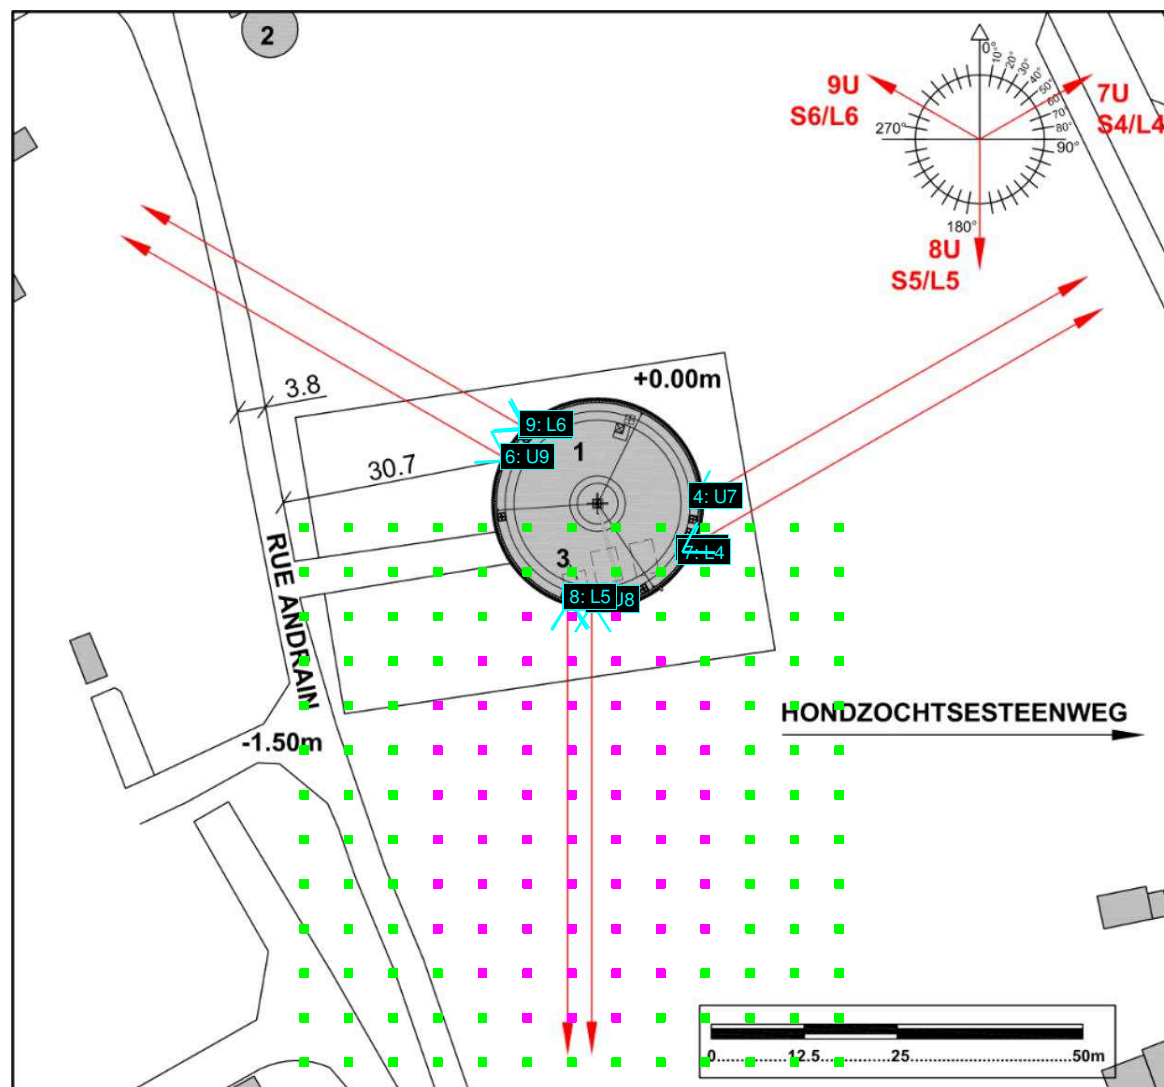 2
0°
10°
20°
30°
40°
50°
60°
70°
80°
90°
9U
S6/L6
7U
S4/L4
270°
180°
8U
S5/L5
3.8
+0.00m
9: L6
1
6: U9
30.7
4: U7
7: L4
RUE ANDRAIN
3
8: L5
U8
HONDZOCHTSESTEENWEG
-1.50m
0 12.5 25 50m